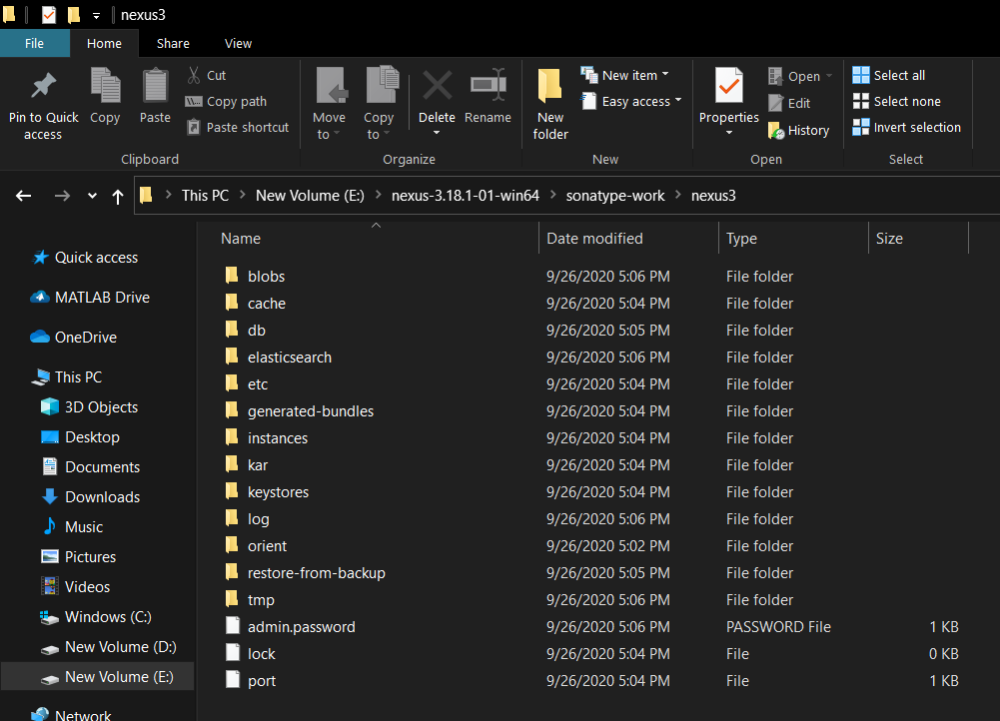 nexus3
File Home Share View
Pin to Quick access
Copy
Paste
Cut
Copy path
Paste shortcut
Clipboard
Move to
Copy to
Delete
Rename
Organize
New folder
New item
Easy access
New
Properties
Open
Edit
History
Open
Select all
Select none
Invert selection
Select
This PC > New Volume (E:) > nexus-3.18.1-01-win64 > sonatype-work > nexus3
Quick access
MATLAB Drive
OneDrive
This PC
3D Objects
Desktop
Documents
Downloads
Music
Pictures
Videos
Windows (C:)
New Volume (D:)
New Volume (E:)
Network
Name Date modified Type Size
blobs 9/26/2020 5:06 PM File folder
cache 9/26/2020 5:04 PM File folder
db 9/26/2020 5:05 PM File folder
elasticsearch 9/26/2020 5:06 PM File folder
etc 9/26/2020 5:04 PM File folder
generated-bundles 9/26/2020 5:04 PM File folder
instances 9/26/2020 5:04 PM File folder
kar 9/26/2020 5:04 PM File folder
keystores 9/26/2020 5:04 PM File folder
log 9/26/2020 5:06 PM File folder
orient 9/26/2020 5:02 PM File folder
restore-from-backup 9/26/2020 5:05 PM File folder
tmp 9/26/2020 5:06 PM File folder
admin.password 9/26/2020 5:06 PM PASSWORD File 1 KB
lock 9/26/2020 5:04 PM File 0 KB
port 9/26/2020 5:04 PM File 1 KB